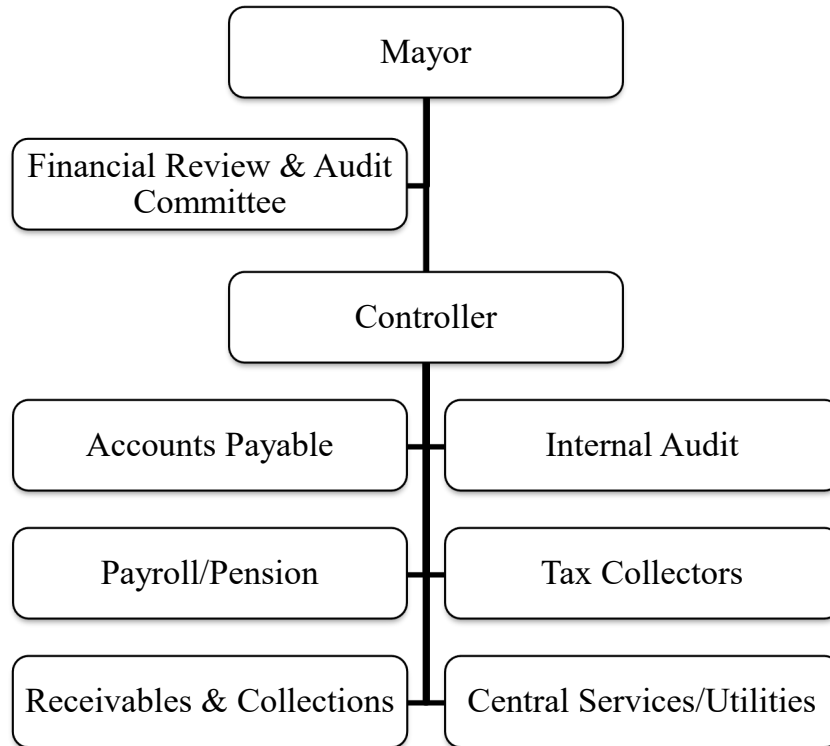 Mayor
Financial Review & Audit
Committee
Controller
Accounts Payable
Internal Audit
Payroll/Pension
Tax Collectors
Receivables & Collections
Central Services/Utilities